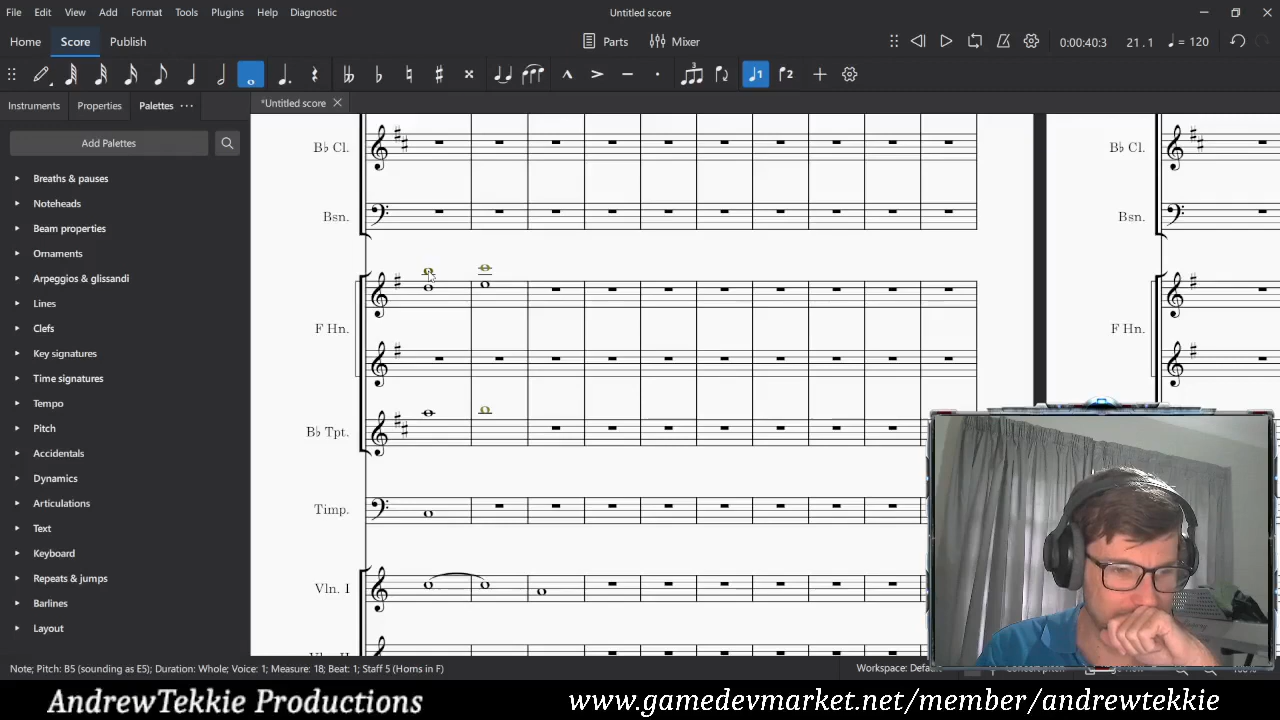 File Edit View Add Format Tools Plugins Help Diagnostic Untitled score
Home Score Publish Parts Mixer 0:00:40:3 21 . 1 = 120
Instruments Properties Palettes *Untitled score
Add Palettes
Breaths & pauses
Noteheads
Beam properties
Ornaments
Arpeggios & glissandi
Lines
Clefs
Key signatures
Time signatures
Tempo
Pitch
Accidentals
Dynamics
Articulations
Text
Keyboard
Repeats & jumps
Barlines
Layout
B♭ Cl. B♭ Cl.
Bsn. Bsn.
F Hn. F Hn.
B♭ Tpt.
Timp.
Vln. I
Note; Pitch: B5 (sounding as E5); Duration: Whole; Voice: 1; Measure: 18; Beat: 1; Staff 5 (Horns in F) Workspace:
AndrewTekkie Productions www.gamedevmarket.net/member/andrewtekkie